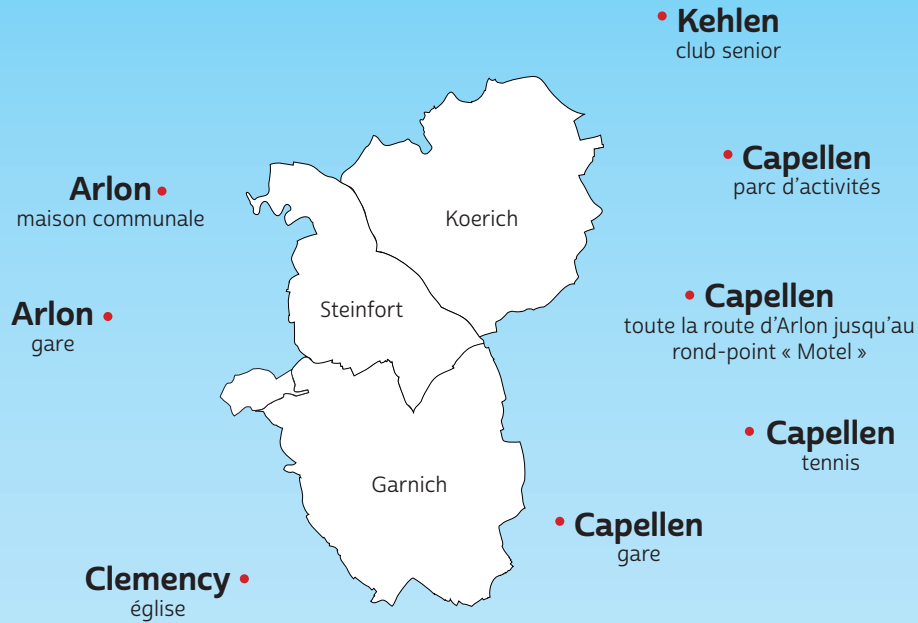 Kehlen
club senior
Capellen
parc d'activités
Arlon
maison communale
Koerich
Capellen
toute la route d'Arlon jusqu'au
rond-point « Motel »
Steinfort
Arlon
gare
Capellen
tennis
Garnich
Capellen
gare
Clemency
église